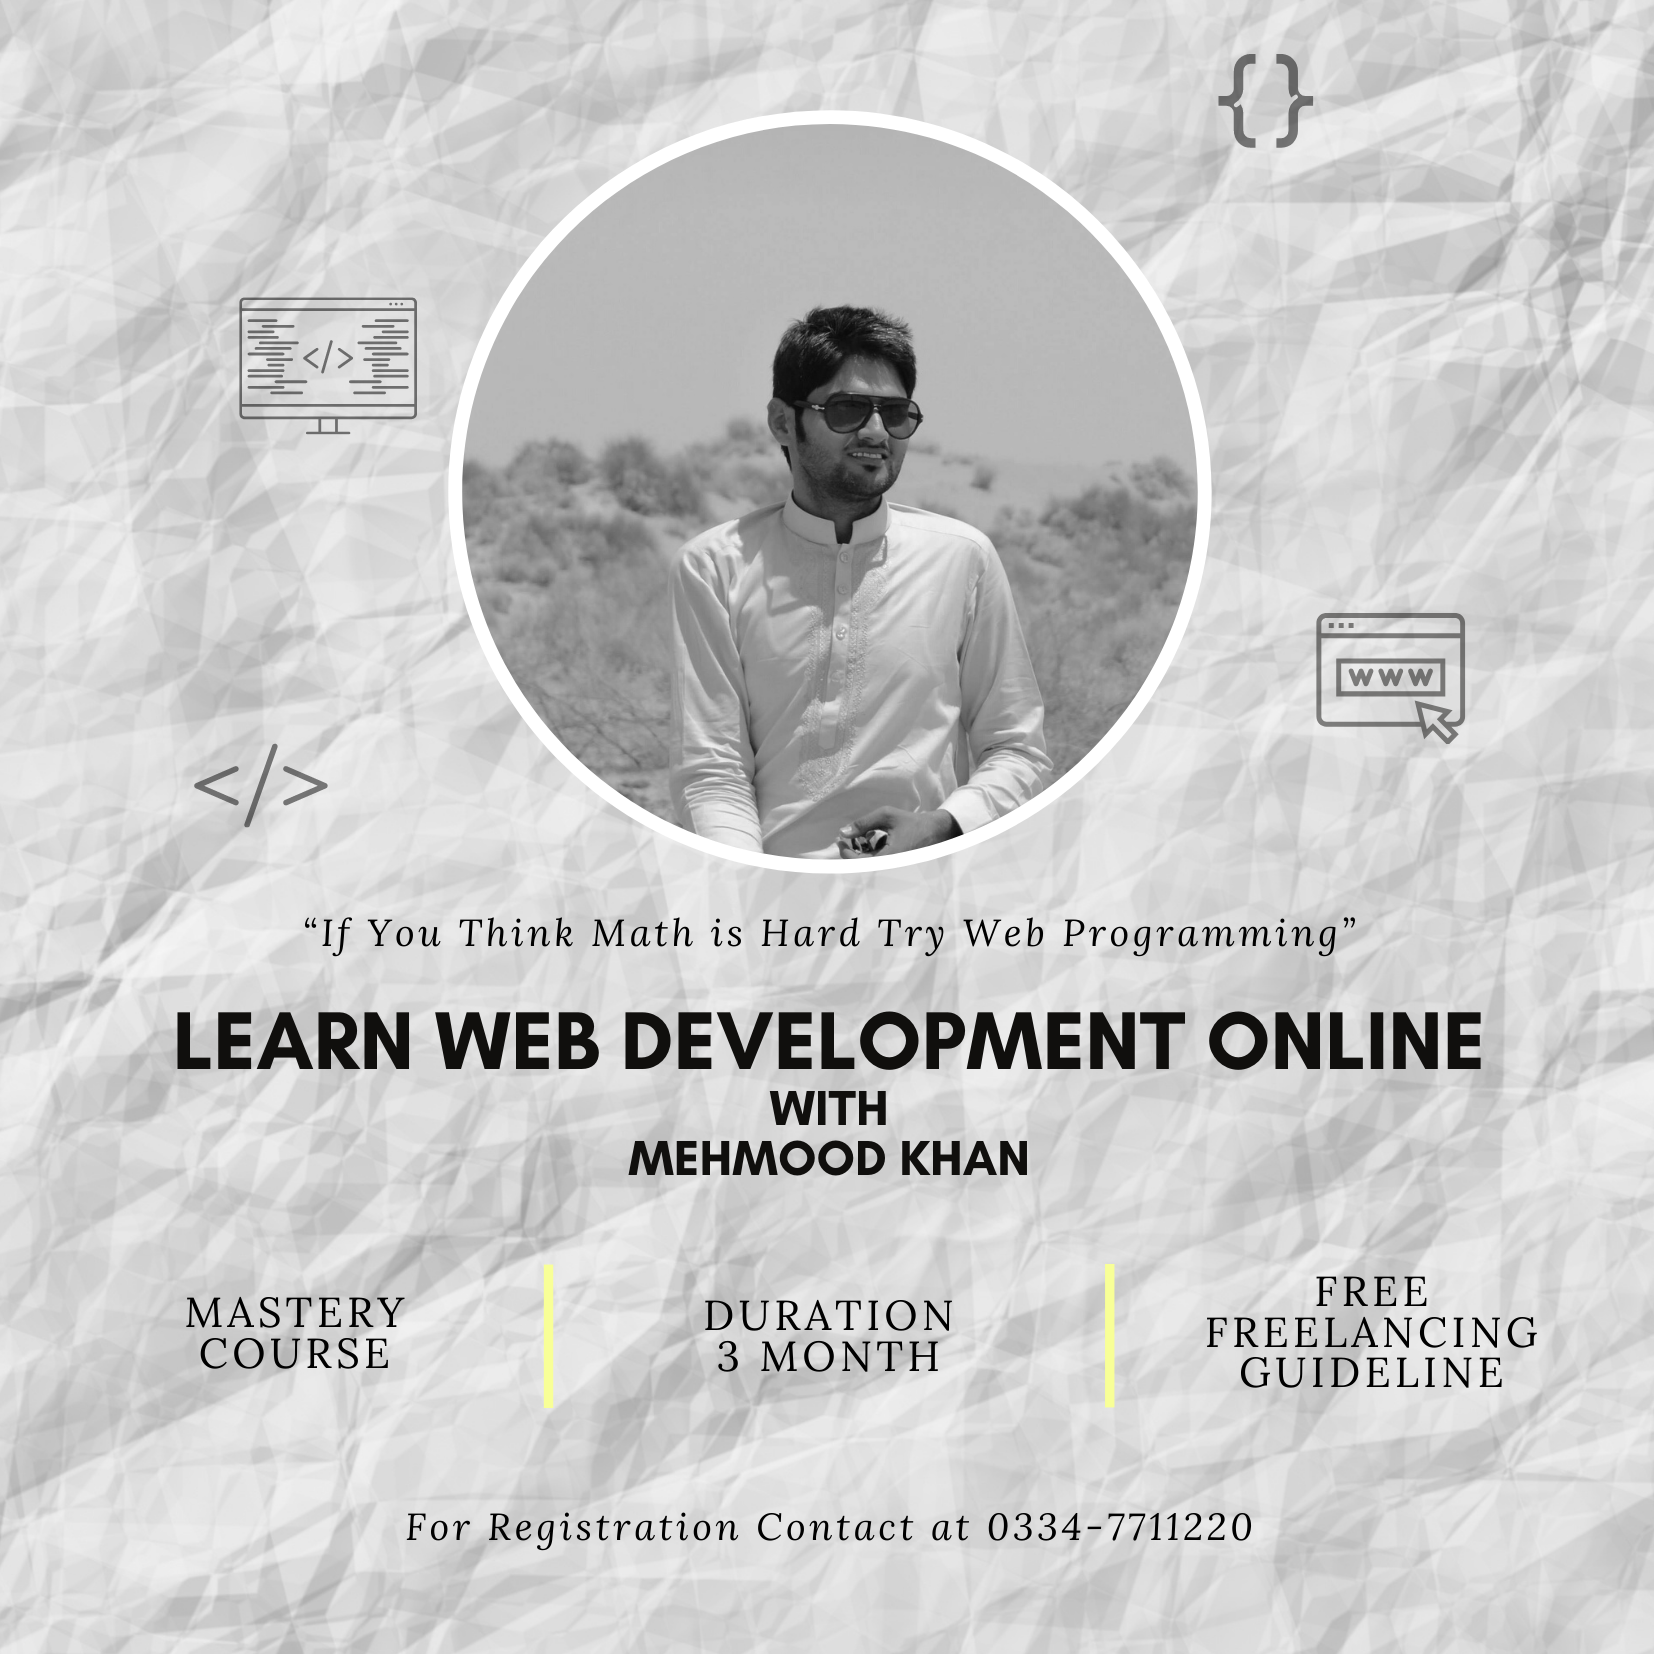 { }
</>
WWW
</>
“If You Think Math is Hard Try Web Programming”
LEARN WEB DEVELOPMENT ONLINE
WITH
MEHMOOD KHAN
MASTERY
COURSE
DURATION
3 MONTH
FREE
FREELANCING
GUIDELINE
For Registration Contact at 0334-7711220